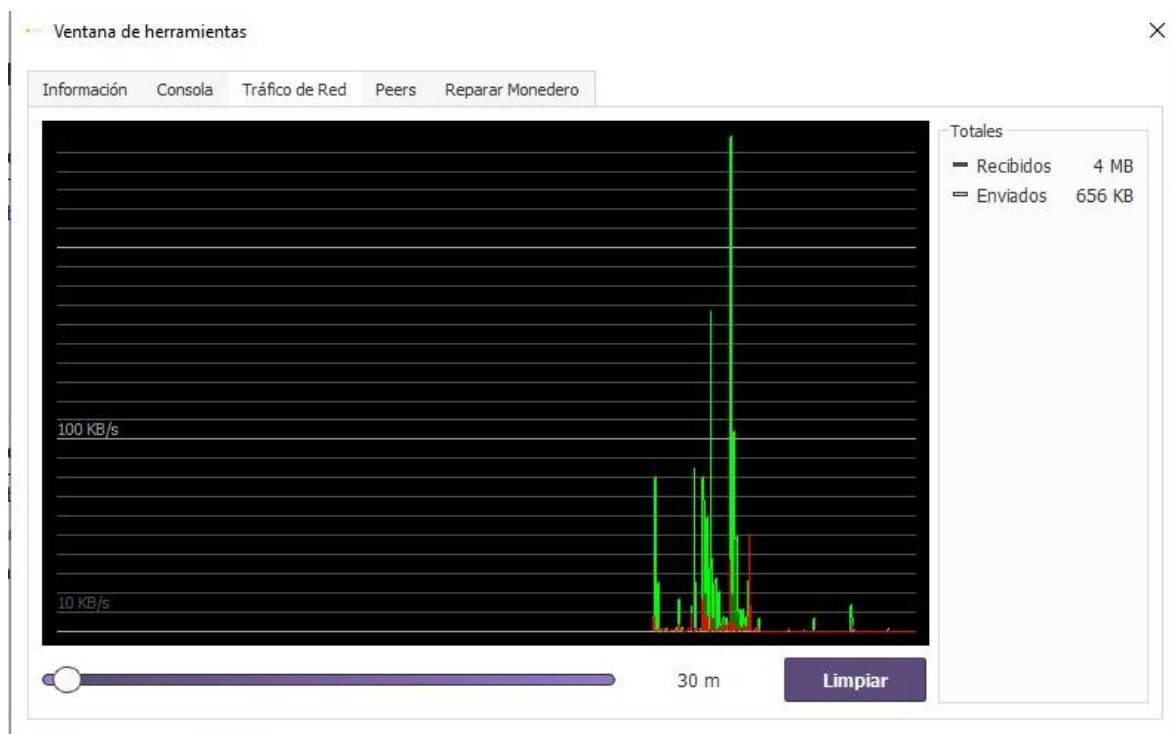 Ventana de herramientas
Información Consola Tráfico de Red Peers Reparar Monedero
100 KB/s
10 KB/s
30 m
Limpiar
Totales
Recibidos 4 MB
Enviados 656 KB